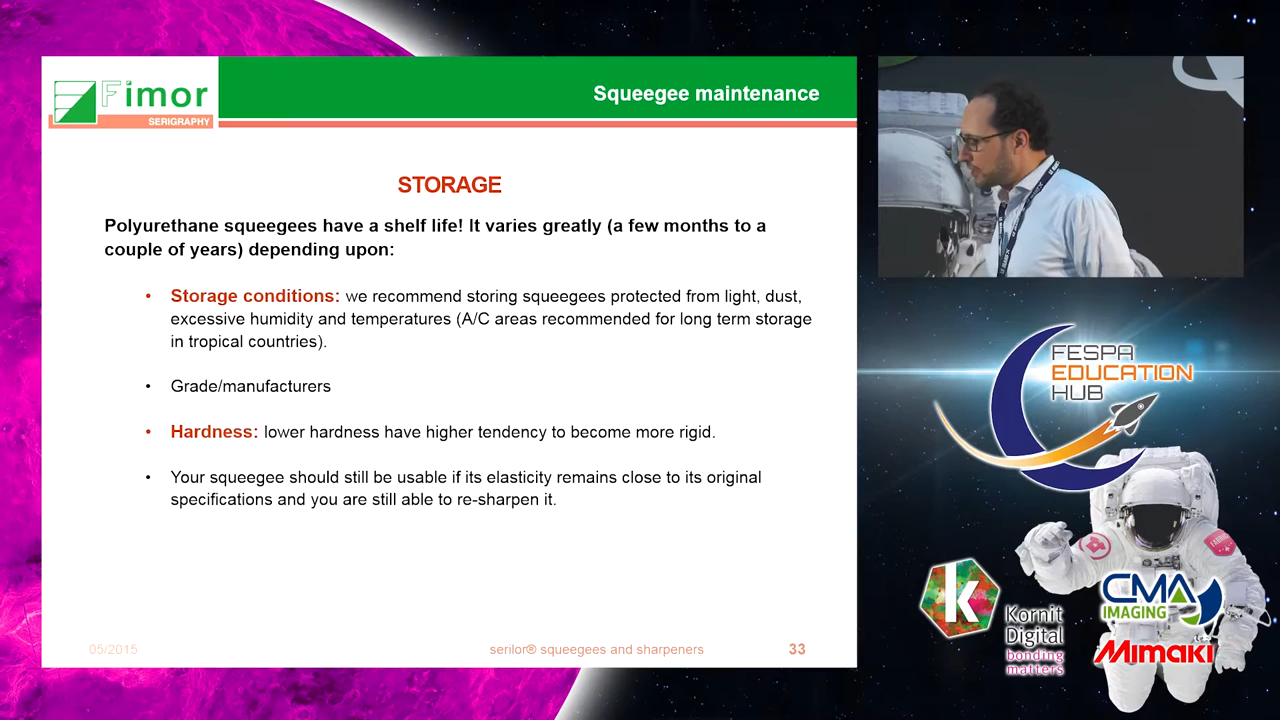 Fimor
SERIGRAPHY
Squeegee maintenance
STORAGE
Polyurethane squeegees have a shelf life! It varies greatly (a few months to a
couple of years) depending upon:
• Storage conditions: we recommend storing squeegees protected from light, dust,
excessive humidity and temperatures (A/C areas recommended for long term storage
in tropical countries).
• Grade/manufacturers
• Hardness: lower hardness have higher tendency to become more rigid.
• Your squeegee should still be usable if its elasticity remains close to its original
specifications and you are still able to re-sharpen it.
05/2015
serilor® squeegees and sharpeners
33
FESPA
EDUCATION
HUB
k
Kornit
Digital
bonding
matters
CMA
IMAGING
Mimaki